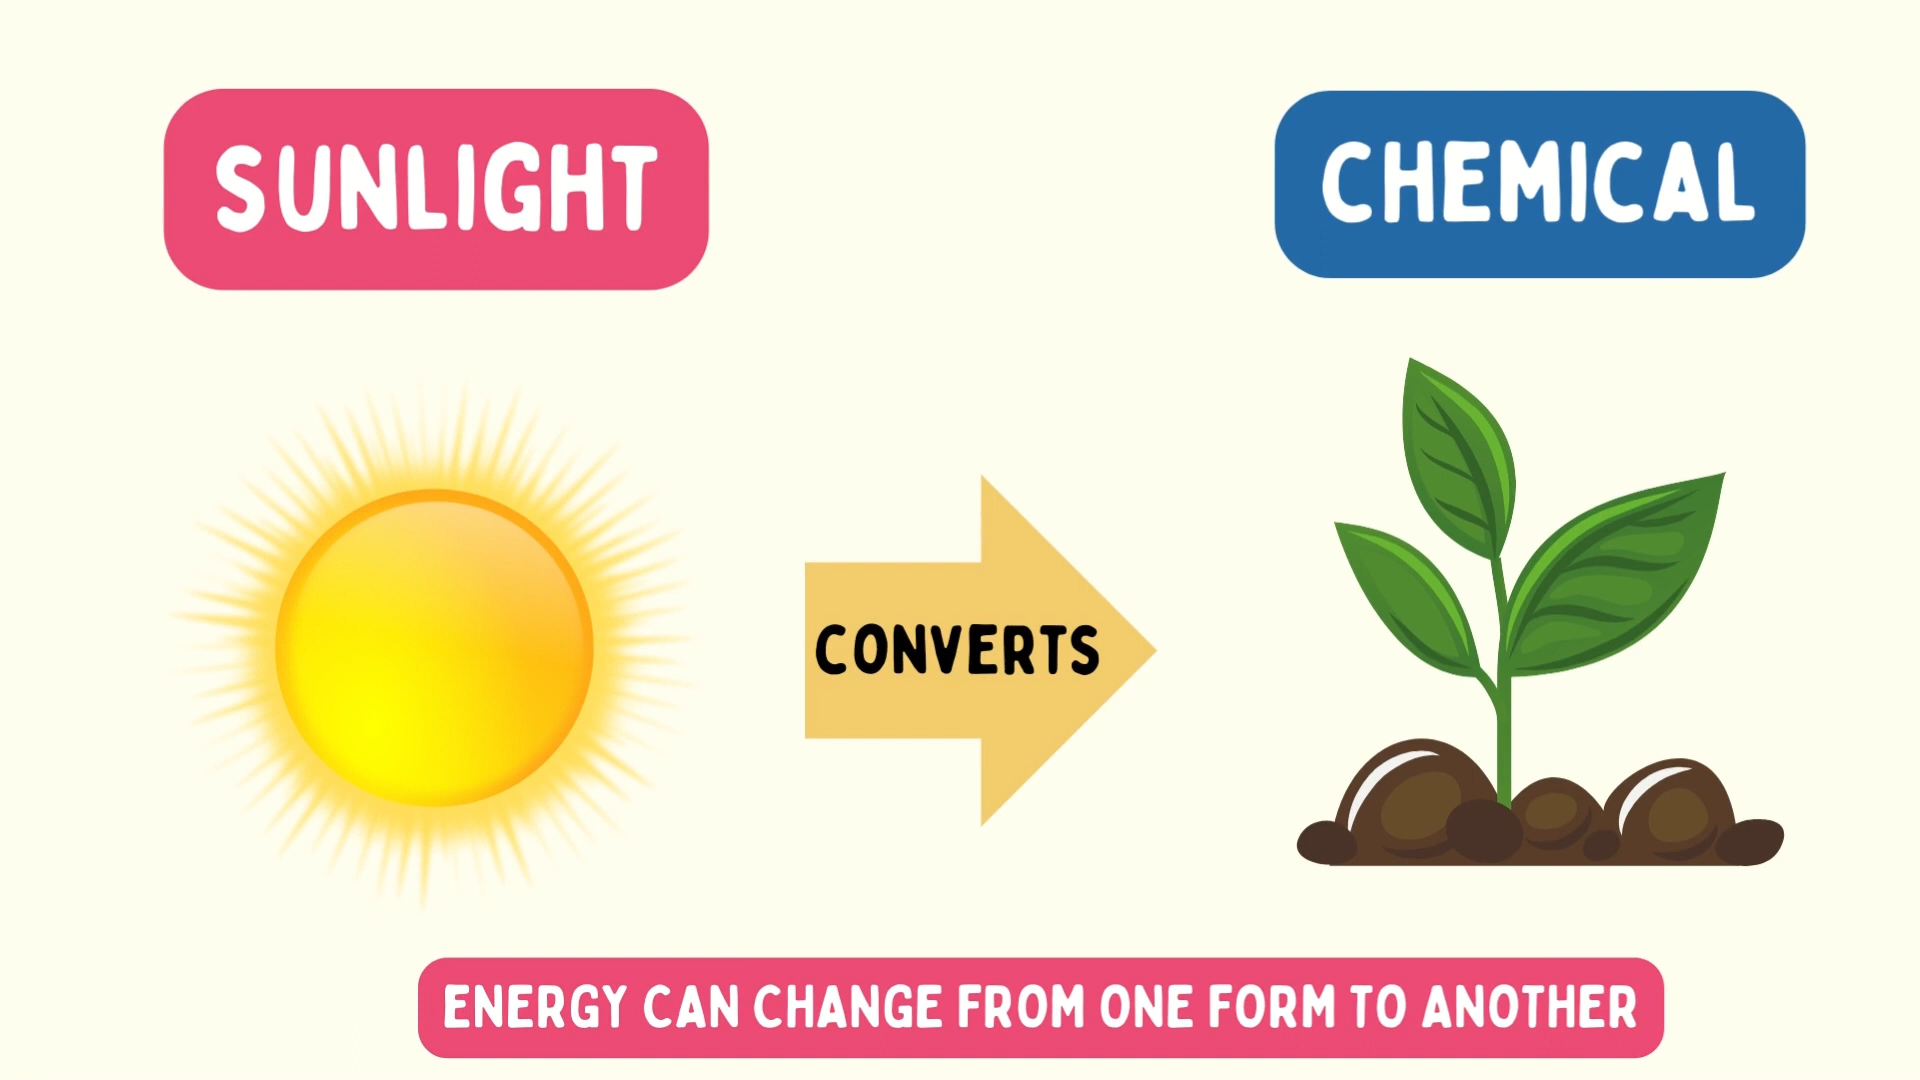 SUNLIGHT
CHEMICAL
CONVERTS
ENERGY CAN CHANGE FROM ONE FORM TO ANOTHER